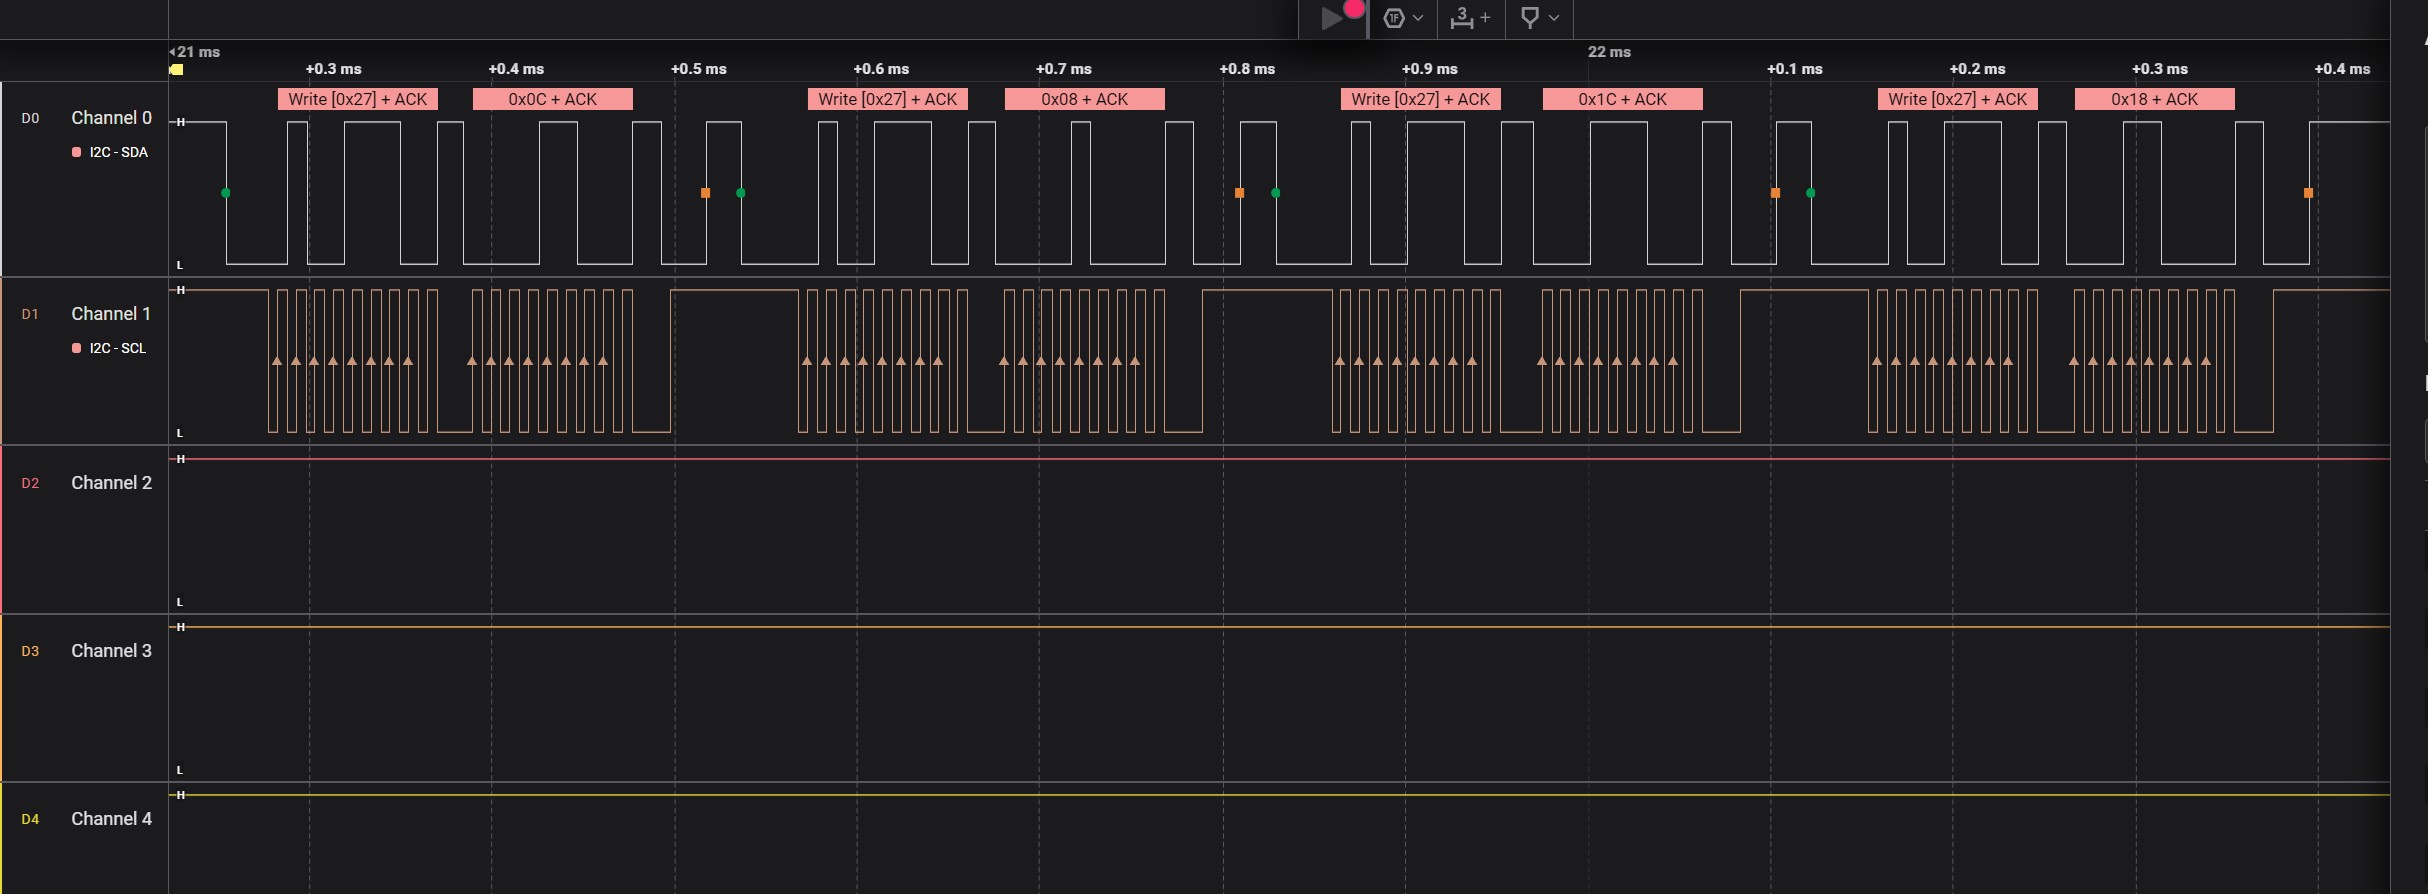 3 +
21 ms
22 ms
+0.3 ms +0.4 ms +0.5 ms +0.6 ms +0.7 ms +0.8 ms +0.9 ms +0.1 ms +0.2 ms +0.3 ms +0.4 ms
Write [0x27] + ACK 0x0C + ACK Write [0x27] + ACK 0x08 + ACK Write [0x27] + ACK 0x1C + ACK Write [0x27] + ACK 0x18 + ACK
D0 Channel 0 H
I2C - SDA
L
H
D1 Channel 1
I2C - SCL
L
H
D2 Channel 2
L
H
D3 Channel 3
L
H
D4 Channel 4